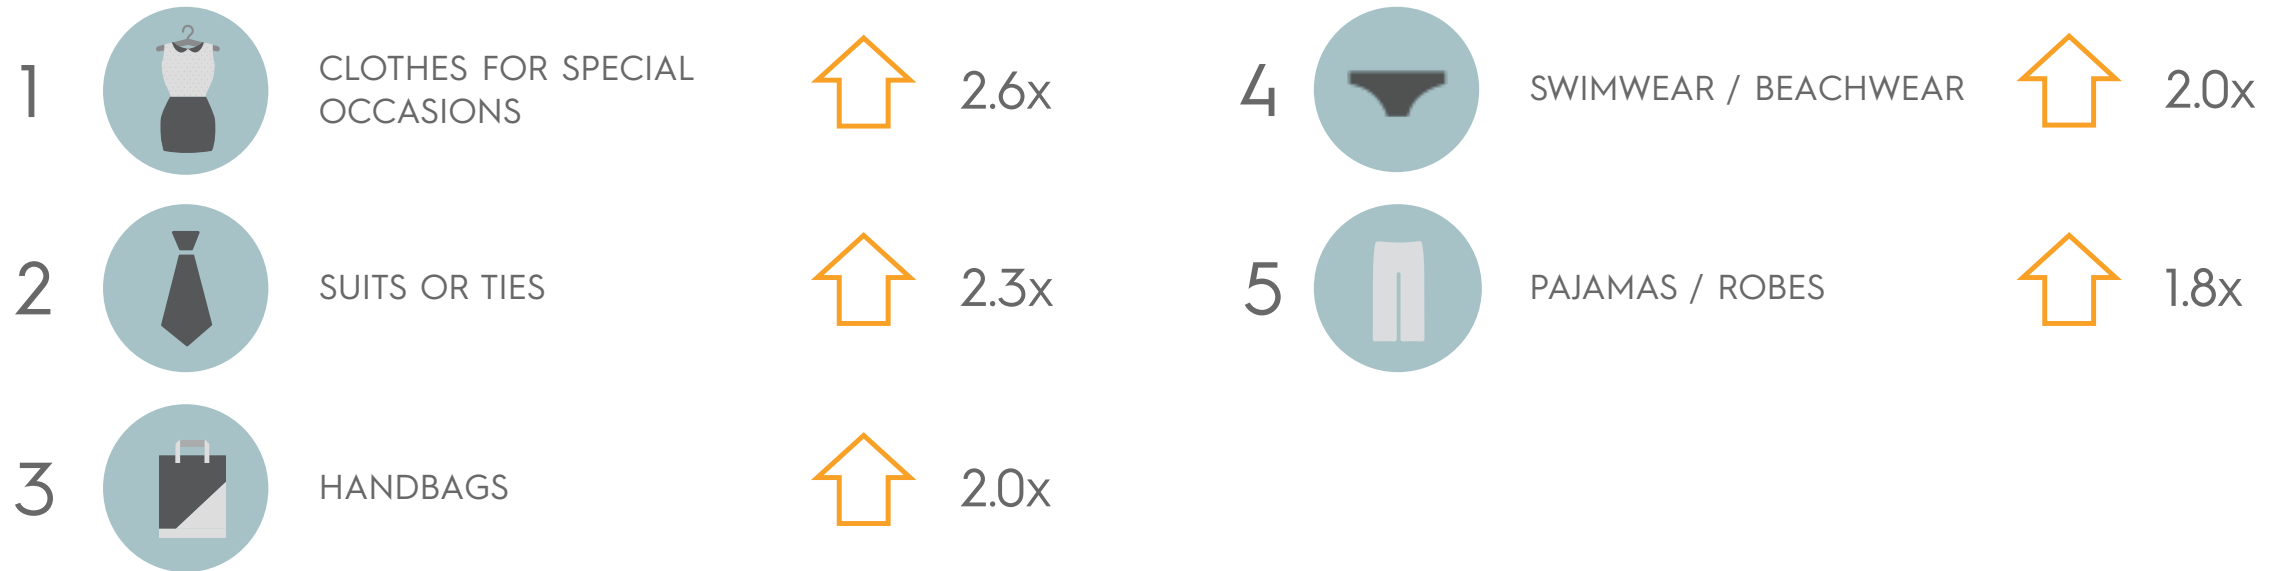 1
CLOTHES FOR SPECIAL
OCCASIONS
2.6x
2
SUITS OR TIES
2.3x
3
HANDBAGS
2.0x
4
SWIMWEAR / BEACHWEAR
2.0x
5
PAJAMAS / ROBES
1.8x